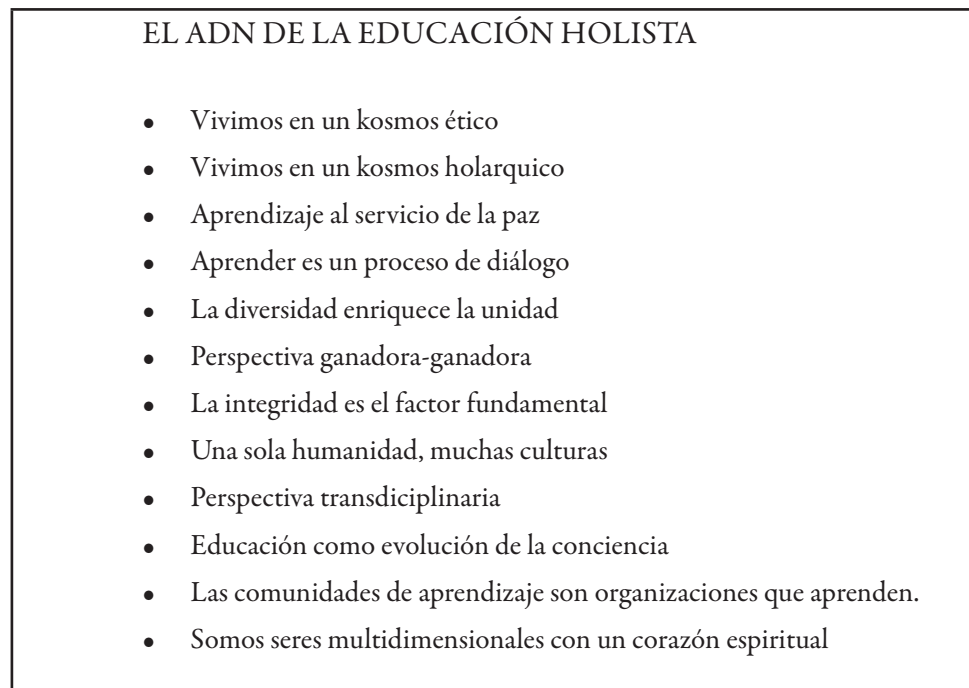 EL ADN DE LA EDUCACIÓN HOLISTA
• Vivimos en un kosmos ético
• Vivimos en un kosmos holarquico
• Aprendizaje al servicio de la paz
• Aprender es un proceso de diálogo
• La diversidad enriquece la unidad
• Perspectiva ganadora-ganadora
• La integridad es el factor fundamental
• Una sola humanidad, muchas culturas
• Perspectiva transdiciplinaria
• Educación como evolución de la conciencia
• Las comunidades de aprendizaje son organizaciones que aprenden.
• Somos seres multidimensionales con un corazón espiritual